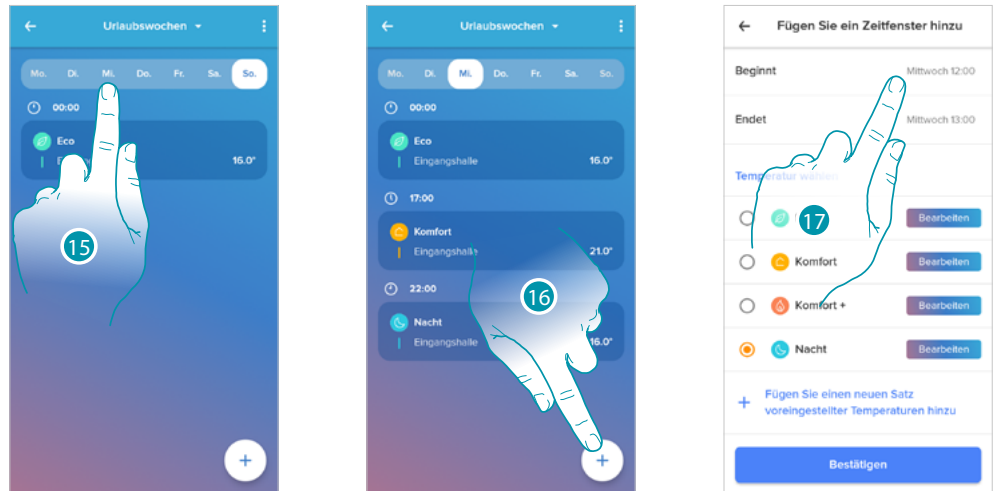 Urlaubswochen
Mo. Di. Mi. Do. Fr. Sa. So.
00:00
Eco
16.0°
15
Urlaubswochen
Mo. Di. Mi. Do. Fr. Sa. So.
00:00
Eco
Eingangshalle 16.0°
17:00
Komfort
Eingangshalle 21.0°
22:00
Nacht
Eingangshalle 16.0°
16
Fügen Sie ein Zeitfenster hinzu
Beginnt Mittwoch 12:00
Endet Mittwoch 13:00
Temperatur wählen
Bearbeiten
17
Komfort Bearbeiten
Komfort + Bearbeiten
Nacht Bearbeiten
Fügen Sie einen neuen Satz
voreingestellter Temperaturen hinzu
Bestätigen